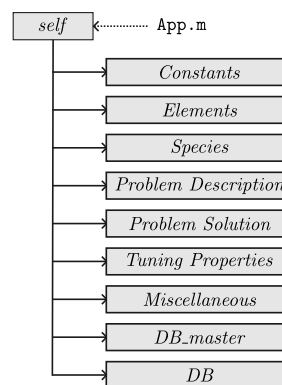 self
App.m
Constants
Elements
Species
Problem Description
Problem Solution
Tuning Properties
Miscellaneous
DB_master
DB